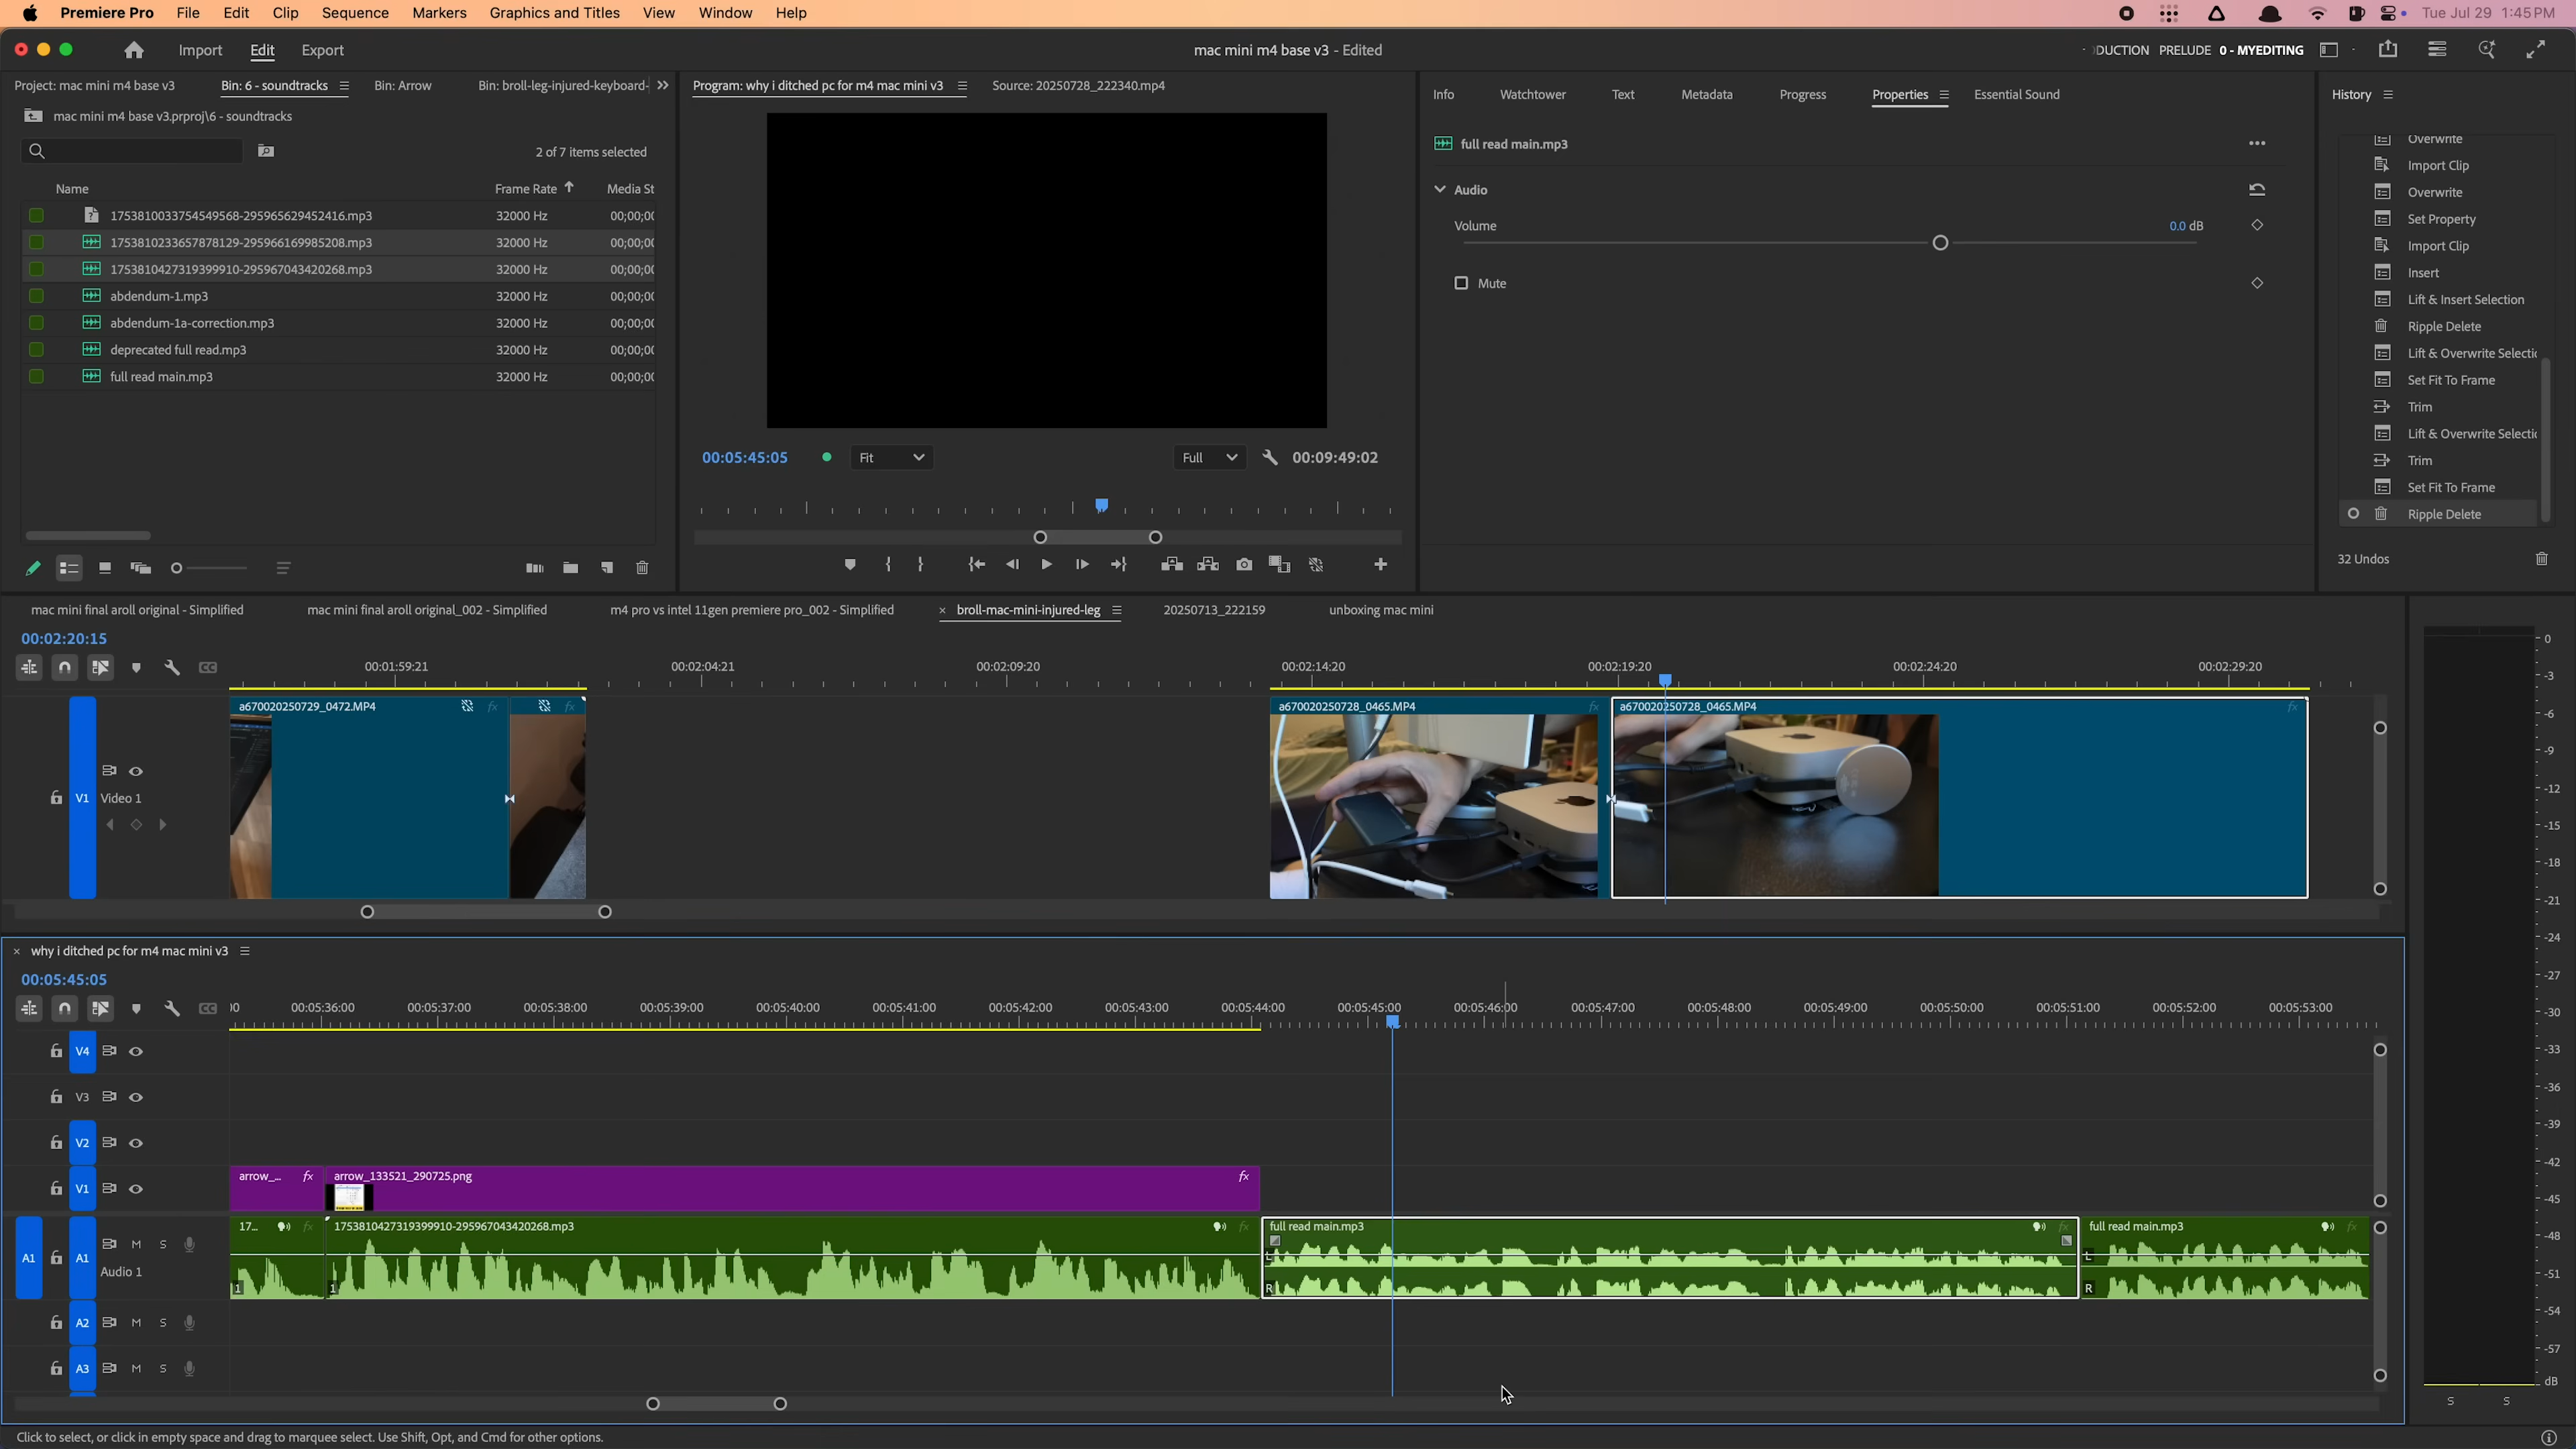 Premiere Pro File Edit Clip Sequence Markers Graphics and Titles View Window Help Tue Jul 29 1:45 PM
Import Edit Export mac mini m4 base v3 - Edited DUCTION PRELUDE 0 - MYEDITING
Project: mac mini m4 base v3 Bin: 6 - soundtracks Bin: Arrow Bin: broll-leg-injured-keyboard-
mac mini m4 base v3.prproj\6 - soundtracks
2 of 7 items selected
Name Frame Rate Media St
1753810033754549568-295965629452416.mp3 32000 Hz 00;00;00
1753810233657878129-295966169985208.mp3 32000 Hz 00;00;00
1753810427319399910-295967043420268.mp3 32000 Hz 00;00;00
abdendum-1.mp3 32000 Hz 00;00;00
abdendum-1a-correction.mp3 32000 Hz 00;00;00
deprecated full read.mp3 32000 Hz 00;00;00
full read main.mp3 32000 Hz 00;00;00
Program: why i ditched pc for m4 mac mini v3 Source: 20250728_222340.mp4
00:05:45:05 Fit Full 00:09:49:02
Info Watchtower Text Metadata Progress Properties Essential Sound
full read main.mp3
Audio
Volume 0.0 dB
Mute
History
Overwrite
Import Clip
Overwrite
Set Property
Import Clip
Insert
Lift & Insert Selection
Ripple Delete
Lift & Overwrite Selectic
Set Fit To Frame
Trim
Lift & Overwrite Selectic
Trim
Set Fit To Frame
Ripple Delete
32 Undos
mac mini final aroll original - Simplified mac mini final aroll original_002 - Simplified m4 pro vs intel 11gen premiere pro_002 - Simplified × broll-mac-mini-injured-leg 20250713_222159 unboxing mac mini
00:02:20:15
CC 00:01:59:21 00:02:04:21 00:02:09:20 00:02:14:20 00:02:19:20 00:02:24:20 00:02:29:20
a670020250729_0472.MP4 fx fx a670020250728_0465.MP4 fx a670020250728_0465.MP4 fx
V1 Video 1
× why i ditched pc for m4 mac mini v3
00:05:45:05
CC 00 00:05:36:00 00:05:37:00 00:05:38:00 00:05:39:00 00:05:40:00 00:05:41:00 00:05:42:00 00:05:43:00 00:05:44:00 00:05:45:00 00:05:46:00 00:05:47:00 00:05:48:00 00:05:49:00 00:05:50:00 00:05:51:00 00:05:52:00 00:05:53:00
V4
V3
V2
V1 arrow_... fx arrow_133521_290725.png fx
17... fx 1753810427319399910-295967043420268.mp3 fx full read main.mp3 fx full read main.mp3 fx
A1 A1 M S L L
Audio 1
1 1 R R
A2 M S
A3 M S
0
-3
-6
-9
-12
-15
-18
-21
-24
-27
-30
-33
-36
-39
-42
-45
-48
-51
-54
-57
dB
S S
Click to select, or click in empty space and drag to marquee select. Use Shift, Opt, and Cmd for other options.